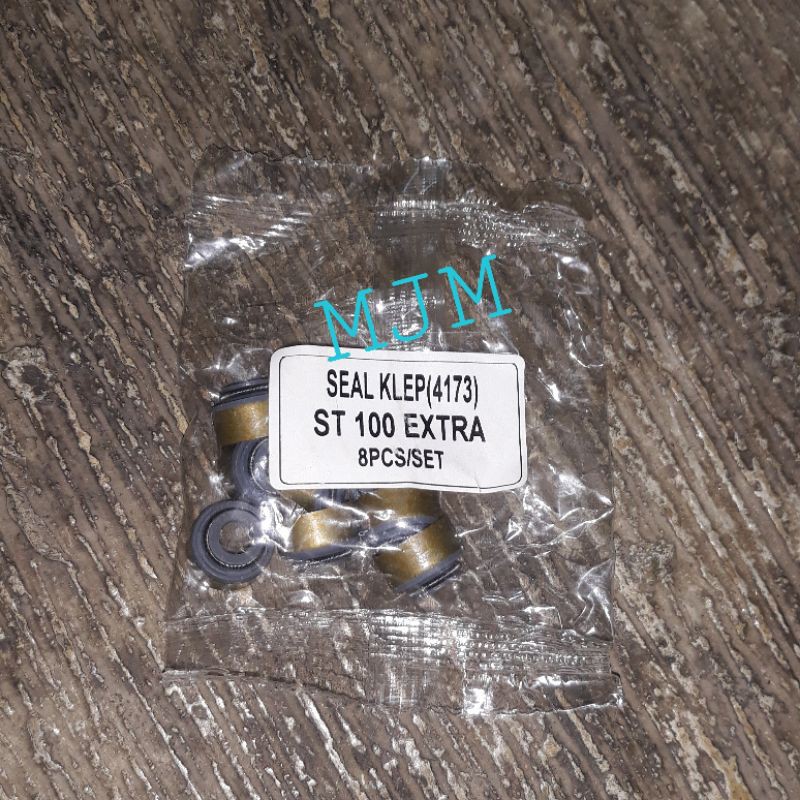 MJM
SEAL KLEP(4173)
ST 100 EXTRA
8PCS/SET